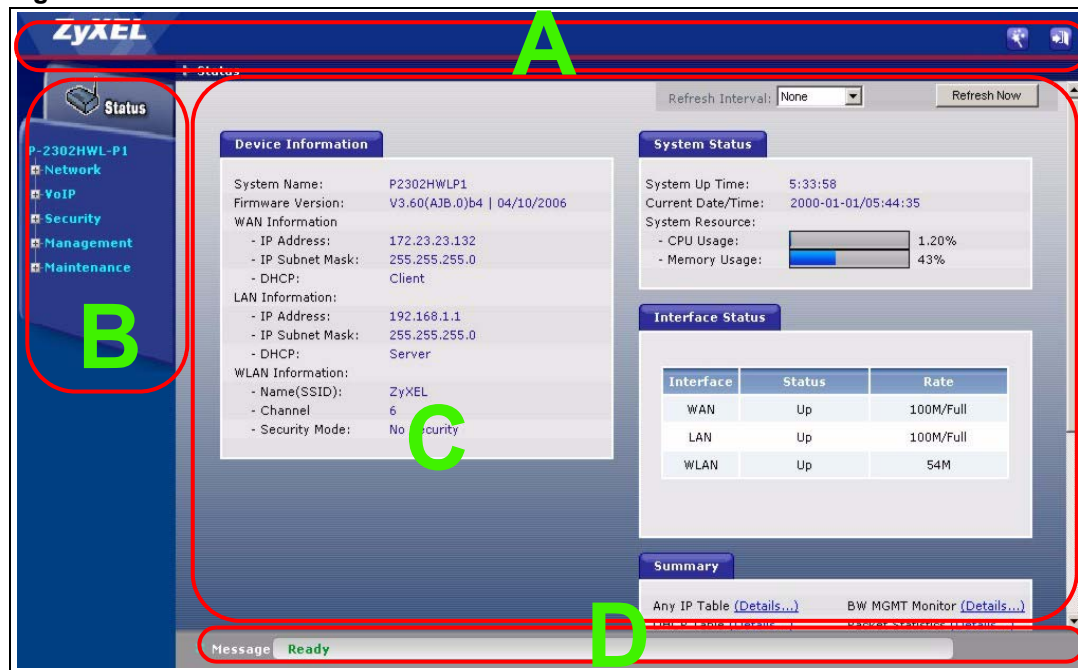 ZyXEL
A
Status
Status
Refresh Interval: None
Refresh Now
P-2302HWL-P1
Network
VoIP
Security
Management
Maintenance
B
Device Information
System Name: P2302HWLP1
Firmware Version: V3.60(AJB.0)b4 | 04/10/2006
WAN Information
- IP Address: 172.23.23.132
- IP Subnet Mask: 255.255.255.0
- DHCP: Client
LAN Information:
- IP Address: 192.168.1.1
- IP Subnet Mask: 255.255.255.0
- DHCP: Server
WLAN Information:
- Name(SSID): ZyXEL
- Channel 6
- Security Mode: No Security
C
System Status
System Up Time: 5:33:58
Current Date/Time: 2000-01-01/05:44:35
System Resource:
- CPU Usage: 1.20%
- Memory Usage: 43%
Interface Status
Interface Status Rate
WAN Up 100M/Full
LAN Up 100M/Full
WLAN Up 54M
Summary
Any IP Table (Details...) BW MGMT Monitor (Details...)
D
Message Ready